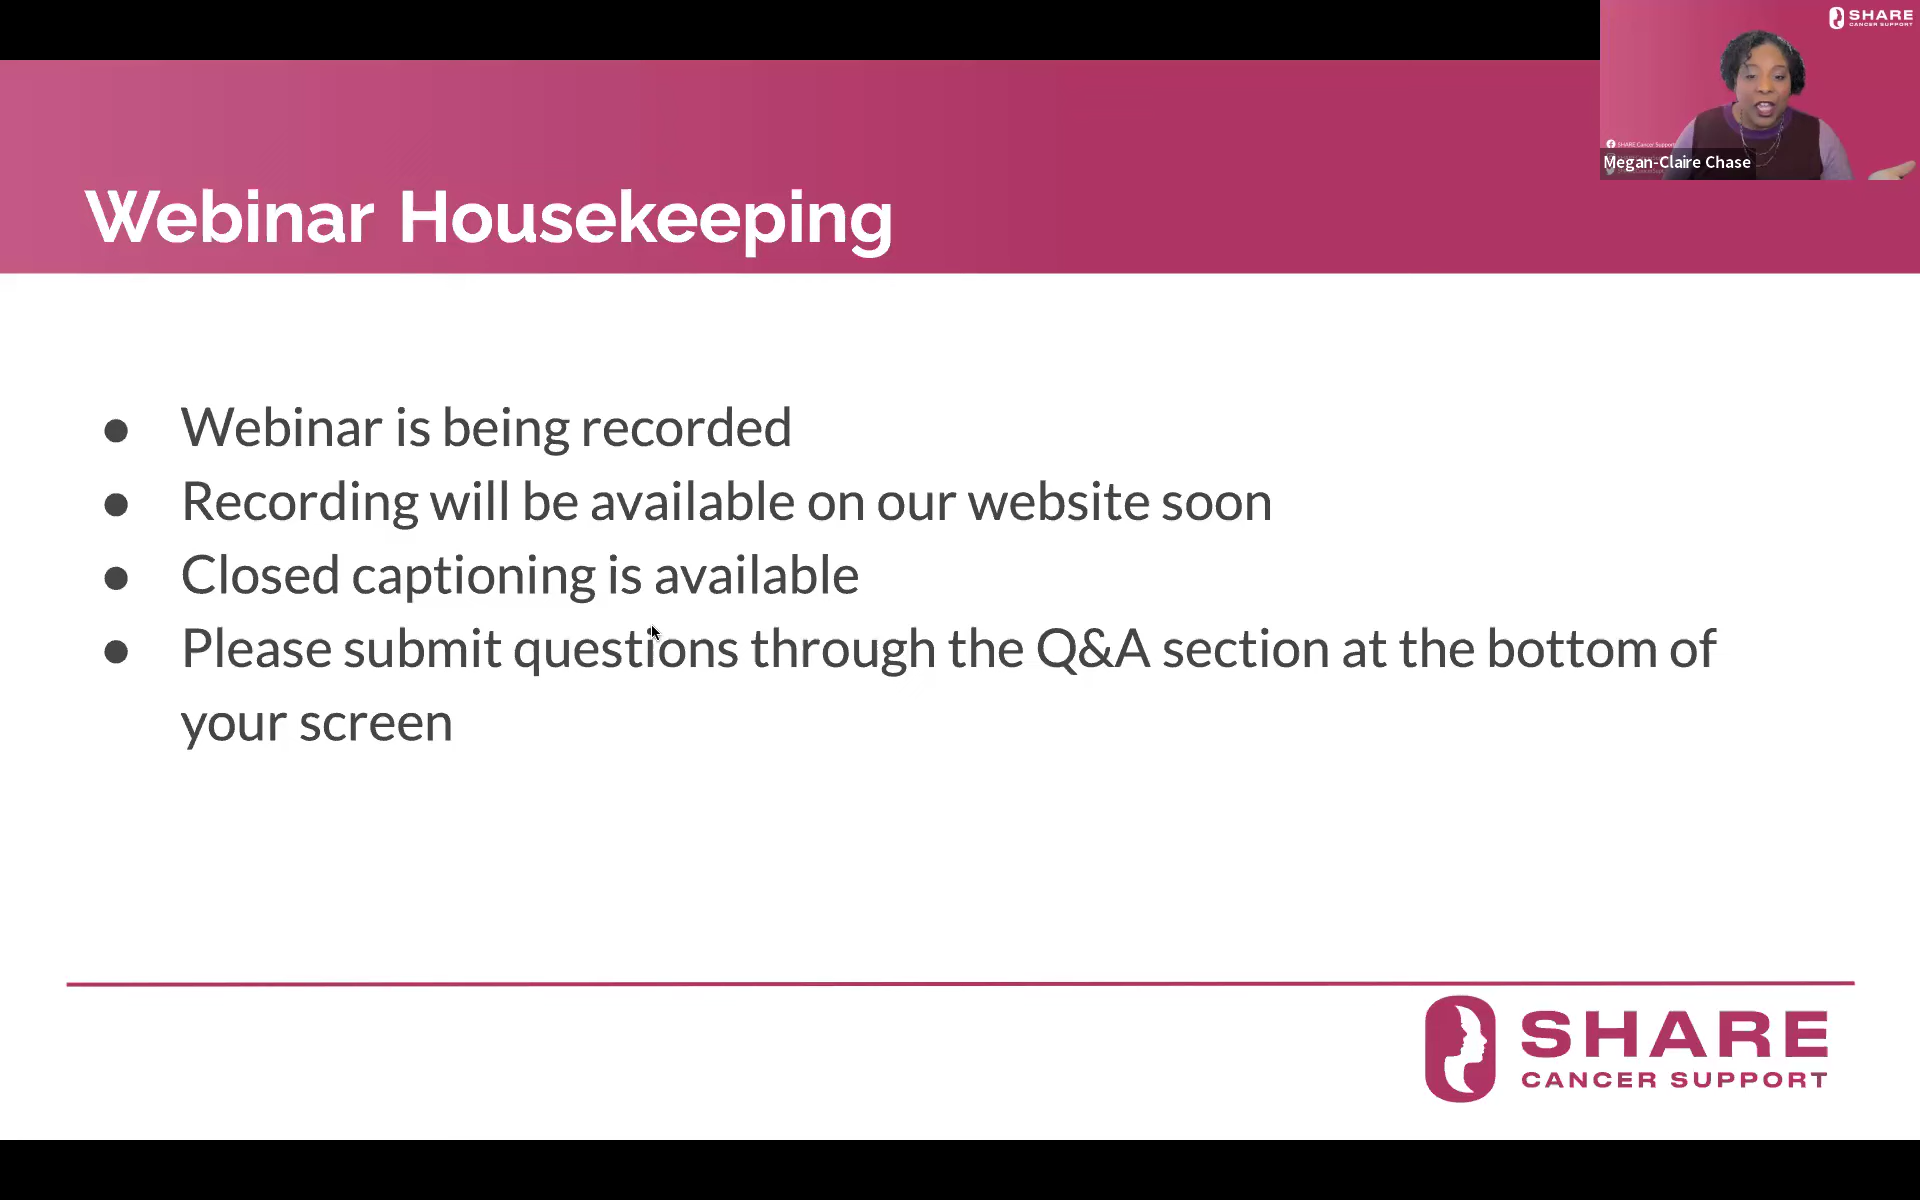 SHARE
CANCER SUPPORT
SHARE Cancer Support
Megan-Claire Chase
Webinar Housekeeping
● Webinar is being recorded
● Recording will be available on our website soon
● Closed captioning is available
● Please submit questions through the Q&A section at the bottom of
your screen
SHARE
CANCER SUPPORT